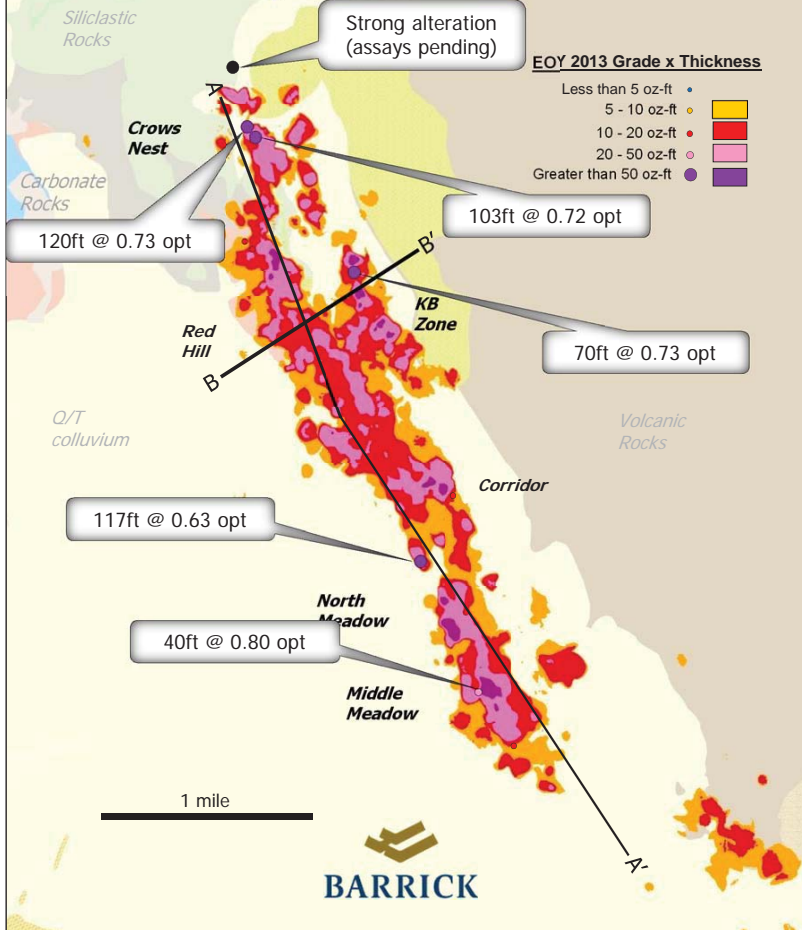 Siliclastic
Rocks
Strong alteration
(assays pending)
EOY 2013 Grade x Thickness
Less than 5 oz-ft
5 - 10 oz-ft
10 - 20 oz-ft
20 - 50 oz-ft
Greater than 50 oz-ft
A
Crows
Nest
Carbonate
Rocks
103ft @ 0.72 opt
120ft @ 0.73 opt
B'
KB
Zone
Red
Hill
70ft @ 0.73 opt
B
Q/T
colluvium
Volcanic
Rocks
Corridor
117ft @ 0.63 opt
North
Meadow
40ft @ 0.80 opt
Middle
Meadow
1 mile
A'
BARRICK